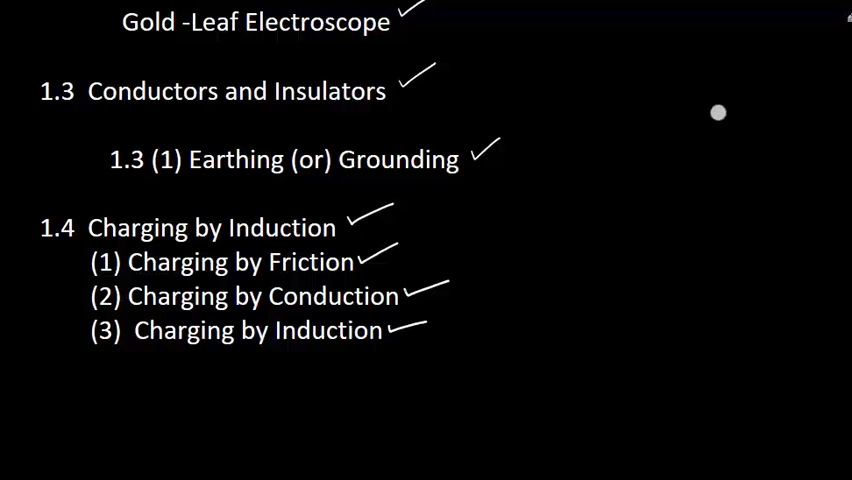 Gold -Leaf Electroscope
1.3 Conductors and Insulators
1.3 (1) Earthing (or) Grounding
1.4 Charging by Induction
(1) Charging by Friction
(2) Charging by Conduction
(3) Charging by Induction